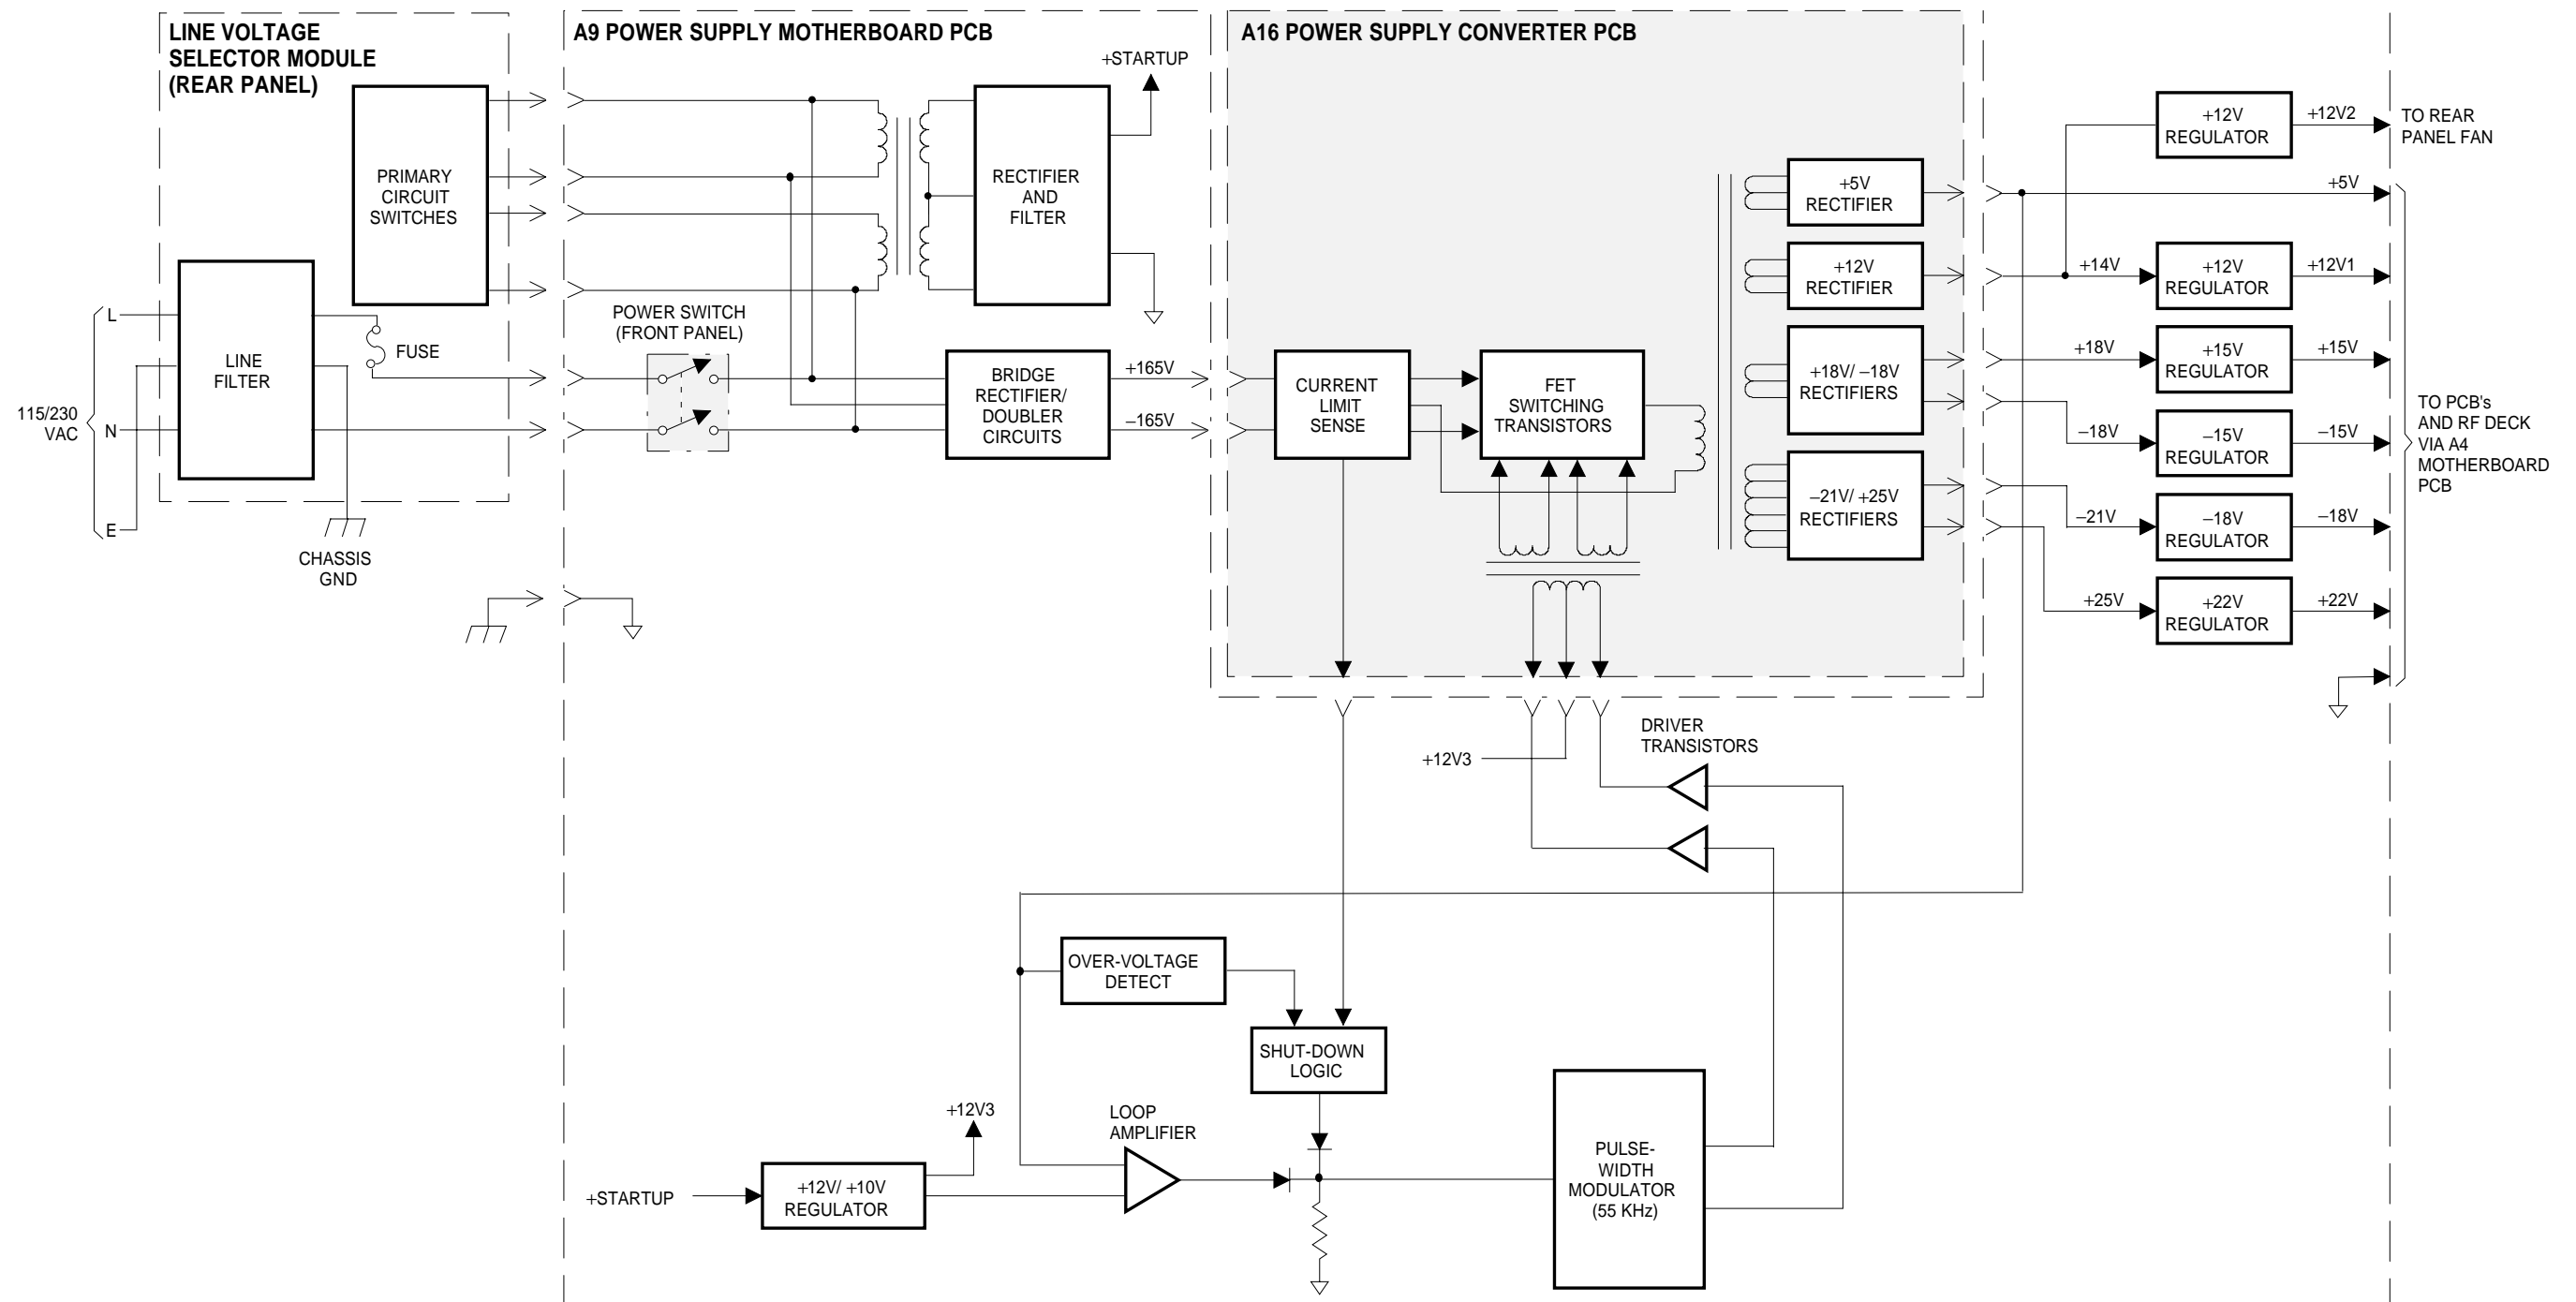 LINE VOLTAGE
SELECTOR MODULE
(REAR PANEL)
PRIMARY
CIRCUIT
SWITCHES
LINE
FILTER
FUSE
L
115/230
VAC
N
E
CHASSIS
GND
A9 POWER SUPPLY MOTHERBOARD PCB
+STARTUP
RECTIFIER
AND
FILTER
POWER SWITCH
(FRONT PANEL)
BRIDGE
RECTIFIER/
DOUBLER
CIRCUITS
+165V
–165V
A16 POWER SUPPLY CONVERTER PCB
CURRENT
LIMIT
SENSE
FET
SWITCHING
TRANSISTORS
+5V
RECTIFIER
+12V
RECTIFIER
+18V/ –18V
RECTIFIERS
–21V/ +25V
RECTIFIERS
+12V
REGULATOR
+12V2
TO REAR
PANEL FAN
+5V
+14V
+12V
REGULATOR
+12V1
+18V
+15V
REGULATOR
+15V
–18V
–15V
REGULATOR
–15V
–21V
–18V
REGULATOR
–18V
+25V
+22V
REGULATOR
+22V
TO PCB's
AND RF DECK
VIA A4
MOTHERBOARD
PCB
DRIVER
TRANSISTORS
+12V3
OVER-VOLTAGE
DETECT
SHUT-DOWN
LOGIC
+12V3
LOOP
AMPLIFIER
+STARTUP
+12V/ +10V
REGULATOR
PULSE-
WIDTH
MODULATOR
(55 KHz)